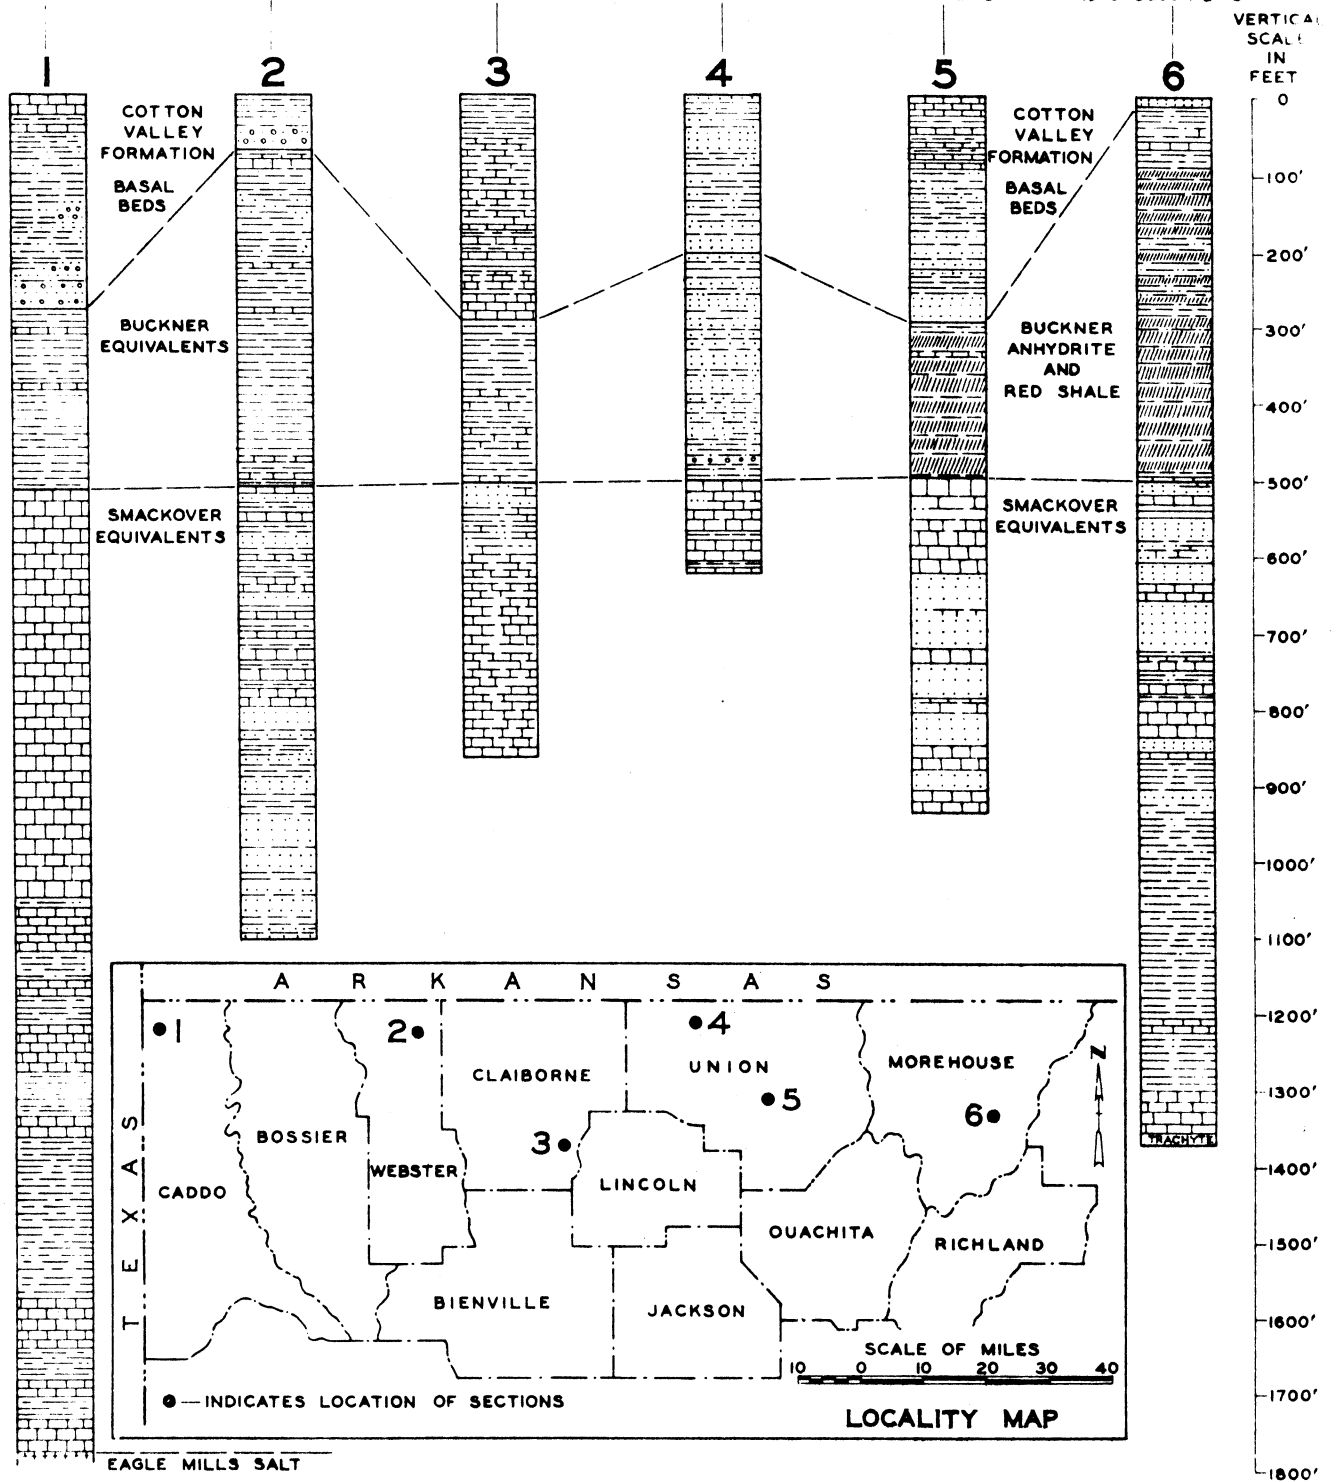 VERTICAL
SCALE
IN
FEET
1
2
3
4
5
6
COTTON
VALLEY
FORMATION
BASAL
BEDS
BUCKNER
EQUIVALENTS
SMACKOVER
EQUIVALENTS
COTTON
VALLEY
FORMATION
BASAL
BEDS
BUCKNER
ANHYDRITE
AND
RED SHALE
SMACKOVER
EQUIVALENTS
0
100'
200'
300'
400'
500'
600'
700'
800'
900'
1000'
1100'
1200'
1300'
1400'
1500'
1600'
1700'
1800'
TRACHYTE
ARKANSAS
TEXAS
1
2
3
4
5
6
CADDO
BOSSIER
WEBSTER
CLAIBORNE
UNION
MOREHOUSE
LINCOLN
OUACHITA
RICHLAND
BIENVILLE
JACKSON
N
SCALE OF MILES
10 0 10 20 30 40
●—INDICATES LOCATION OF SECTIONS
LOCALITY MAP
EAGLE MILLS SALT